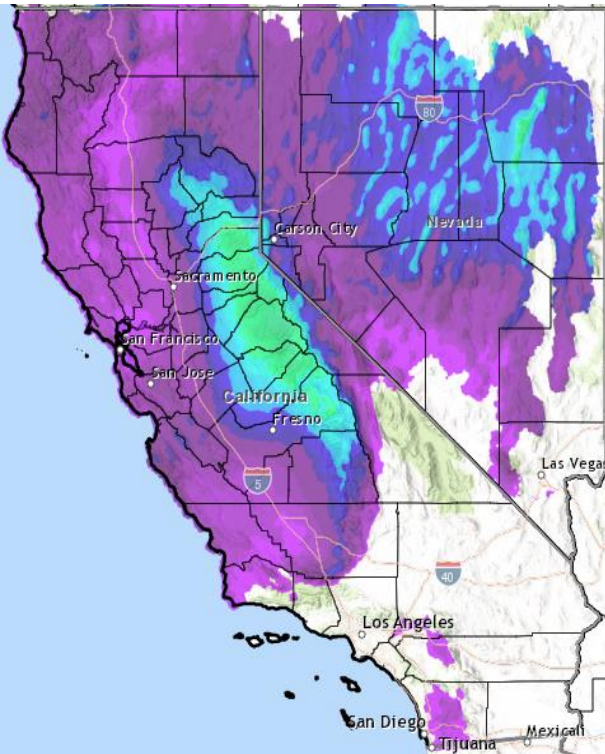 80
Nevada
Carson City
Sacramento
San Francisco
San Jose
California
Fresno
Las Vegas
5
40
Los Angeles
San Diego
Tijuana
Mexicali